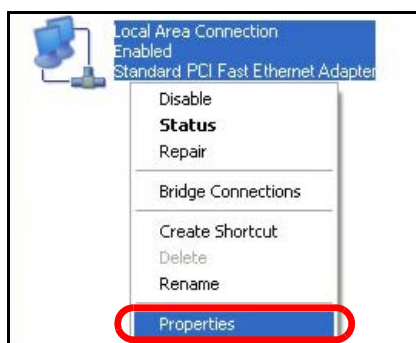 Local Area Connection
Enabled
Standard PCI Fast Ethernet Adapter
Disable
Status
Repair
Bridge Connections
Create Shortcut
Delete
Rename
Properties